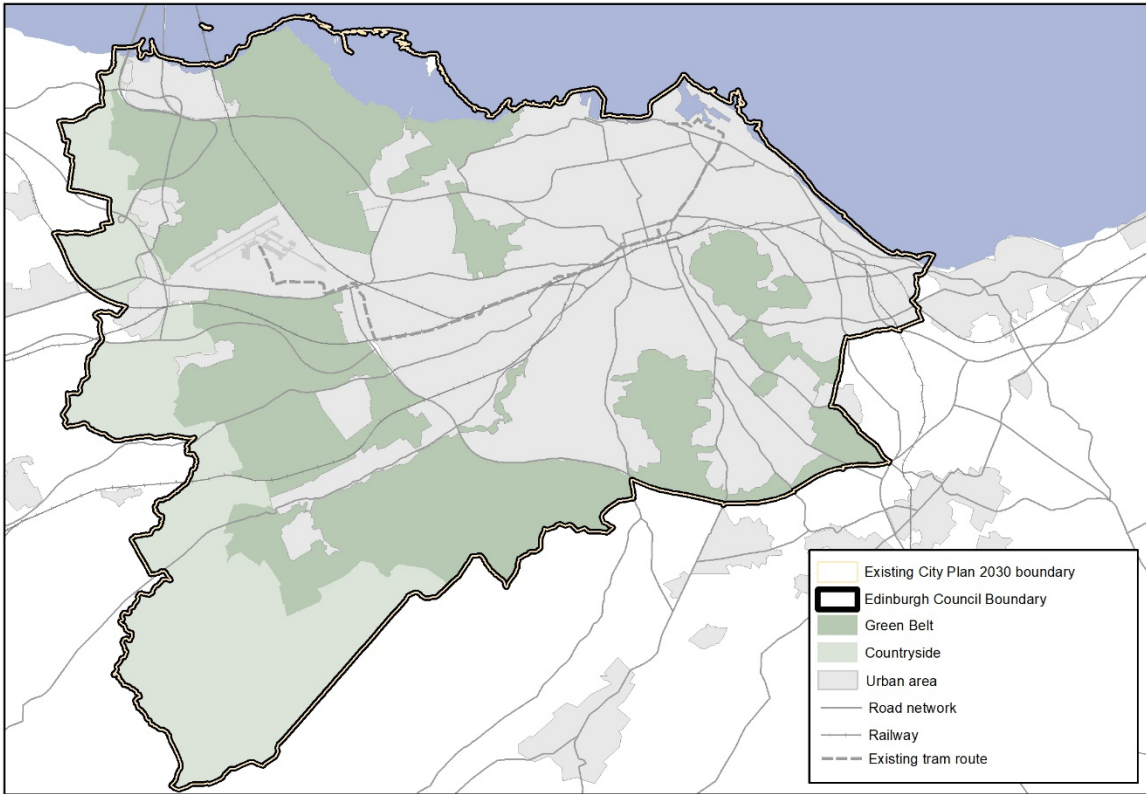 Existing City Plan 2030 boundary
Edinburgh Council Boundary
Green Belt
Countryside
Urban area
Road network
Railway
Existing tram route